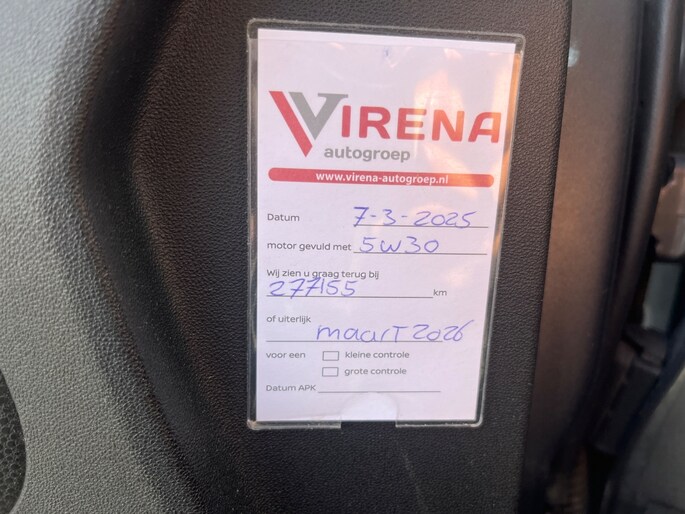 VIRENA
autogroep
www.virena-autogroep.nl
Datum 7-3-2025
motor gevuld met 5W30
Wij zien u graag terug bij
277155 km
of uiterlijk
maart 2026
voor een kleine controle
grote controle
Datum APK